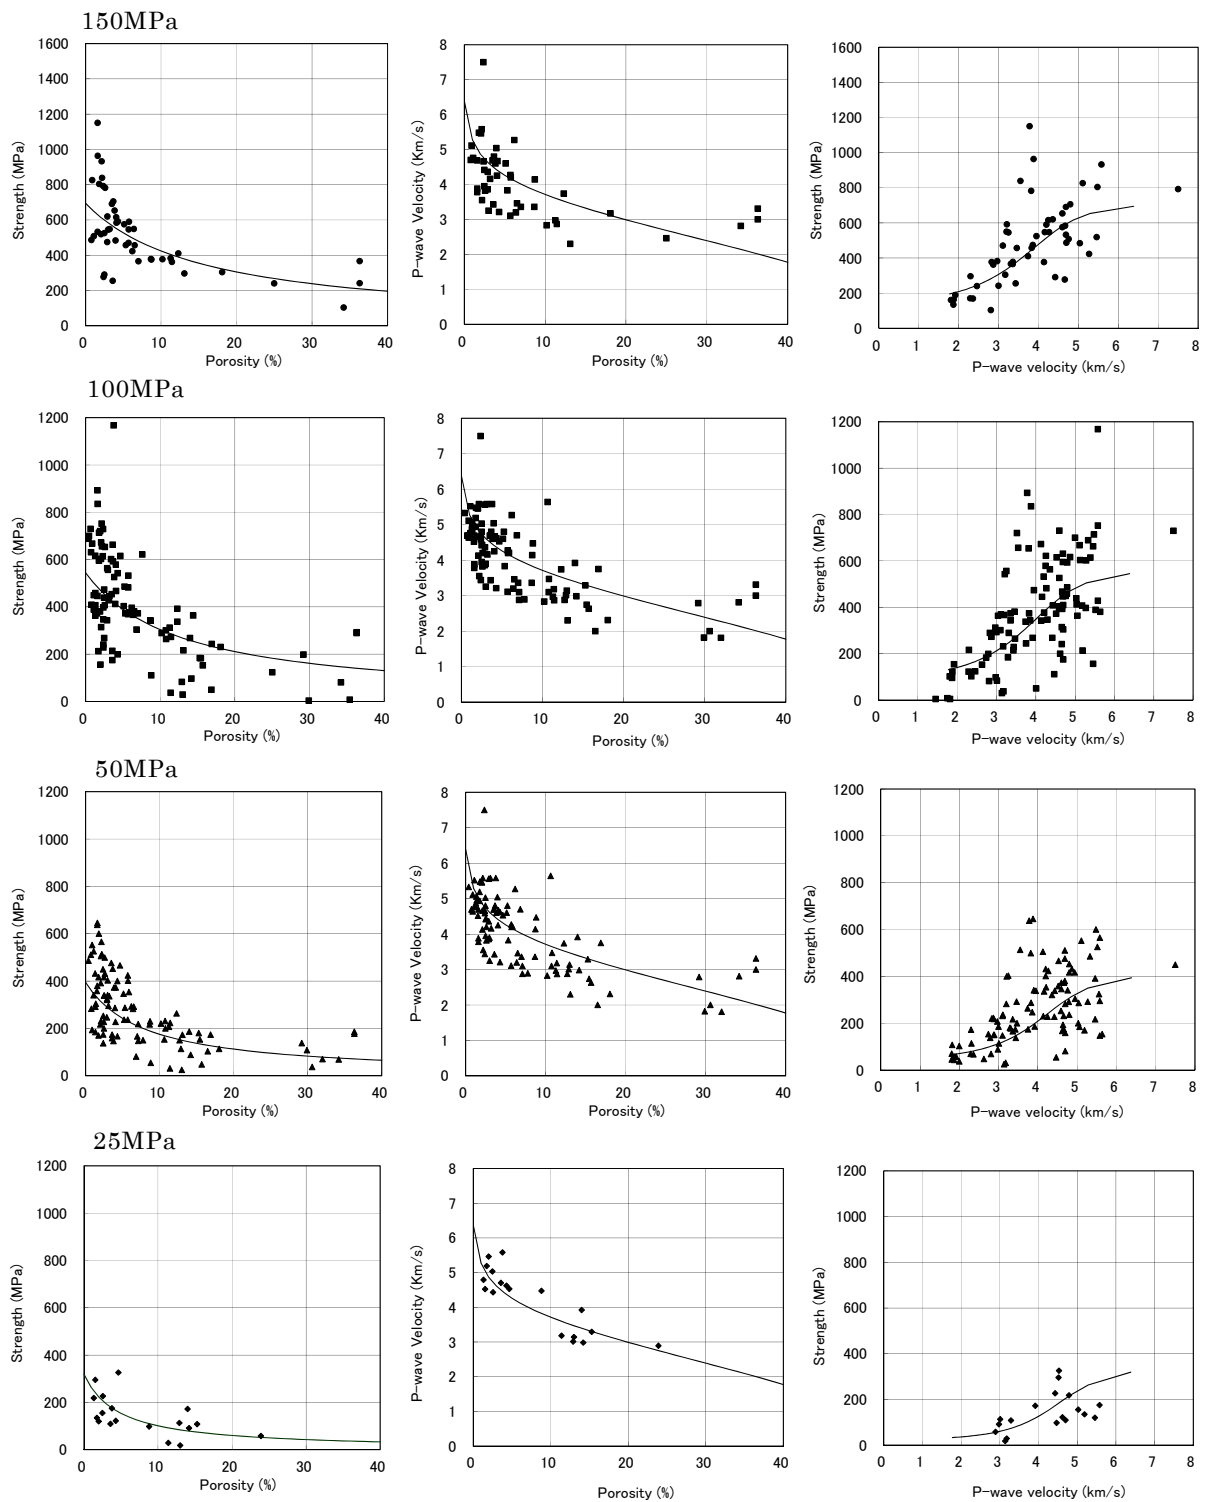 150MPa
1600
1400
1200
1000
800
600
400
200
0
Strength (MPa)
0 10 20 30 40
Porosity (%)
8
7
6
5
4
3
2
1
0
P-wave Velocity (Km/s)
0 10 20 30 40
Porosity (%)
1600
1400
1200
1000
800
600
400
200
0
Strength (MPa)
0 1 2 3 4 5 6 7 8
P-wave velocity (km/s)
100MPa
1200
1000
800
600
400
200
0
Strength (MPa)
0 10 20 30 40
Porosity (%)
8
7
6
5
4
3
2
1
0
P-wave Velocity (Km/s)
0 10 20 30 40
Porosity (%)
1200
1000
800
600
400
200
0
Strength (MPa)
0 1 2 3 4 5 6 7 8
P-wave velocity (km/s)
50MPa
1200
1000
800
600
400
200
0
Strength (MPa)
0 10 20 30 40
Porosity (%)
8
7
6
5
4
3
2
1
0
P-wave Velocity (Km/s)
0 10 20 30 40
Porosity (%)
1200
1000
800
600
400
200
0
Strength (MPa)
0 1 2 3 4 5 6 7 8
P-wave velocity (km/s)
25MPa
1200
1000
800
600
400
200
0
Strength (MPa)
0 10 20 30 40
Porosity (%)
8
7
6
5
4
3
2
1
0
P-wave Velocity (Km/s)
0 10 20 30 40
Porosity (%)
1200
1000
800
600
400
200
0
Strength (MPa)
0 1 2 3 4 5 6 7 8
P-wave velocity (km/s)